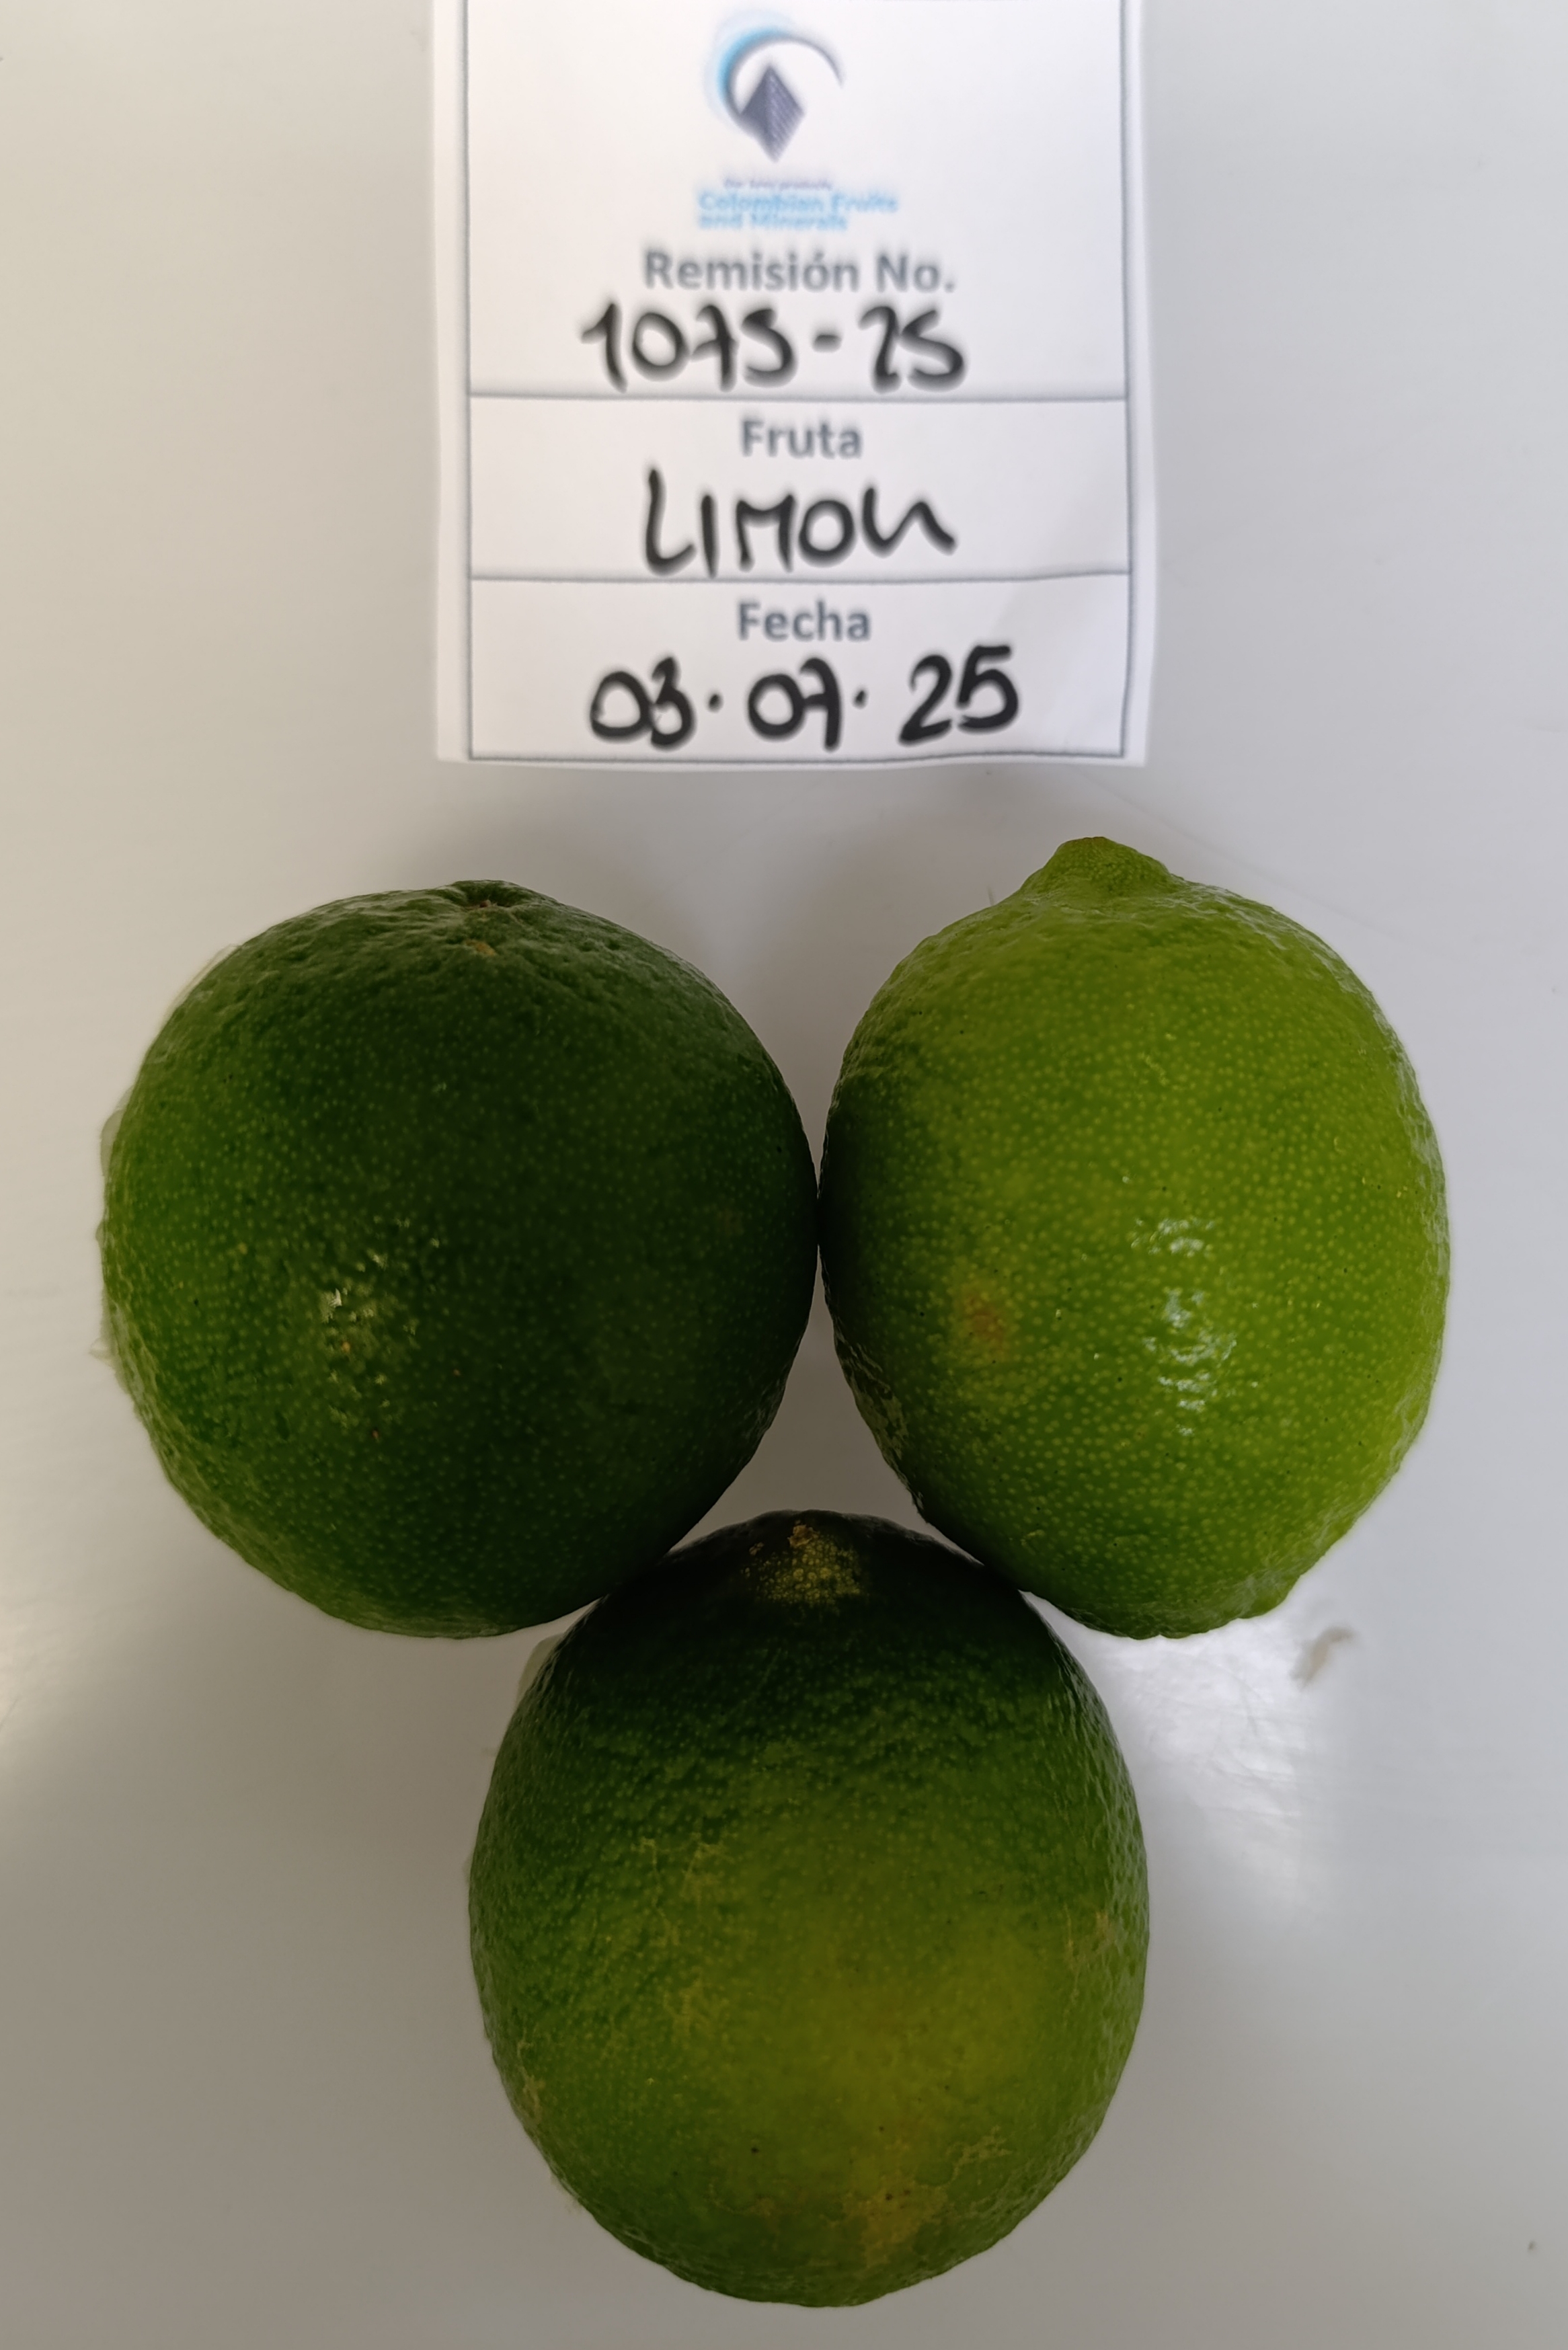 Colombian Fruits
and Minerals
Remisión No.
1075-25
Fruta
LIMON
Fecha
03.07.25